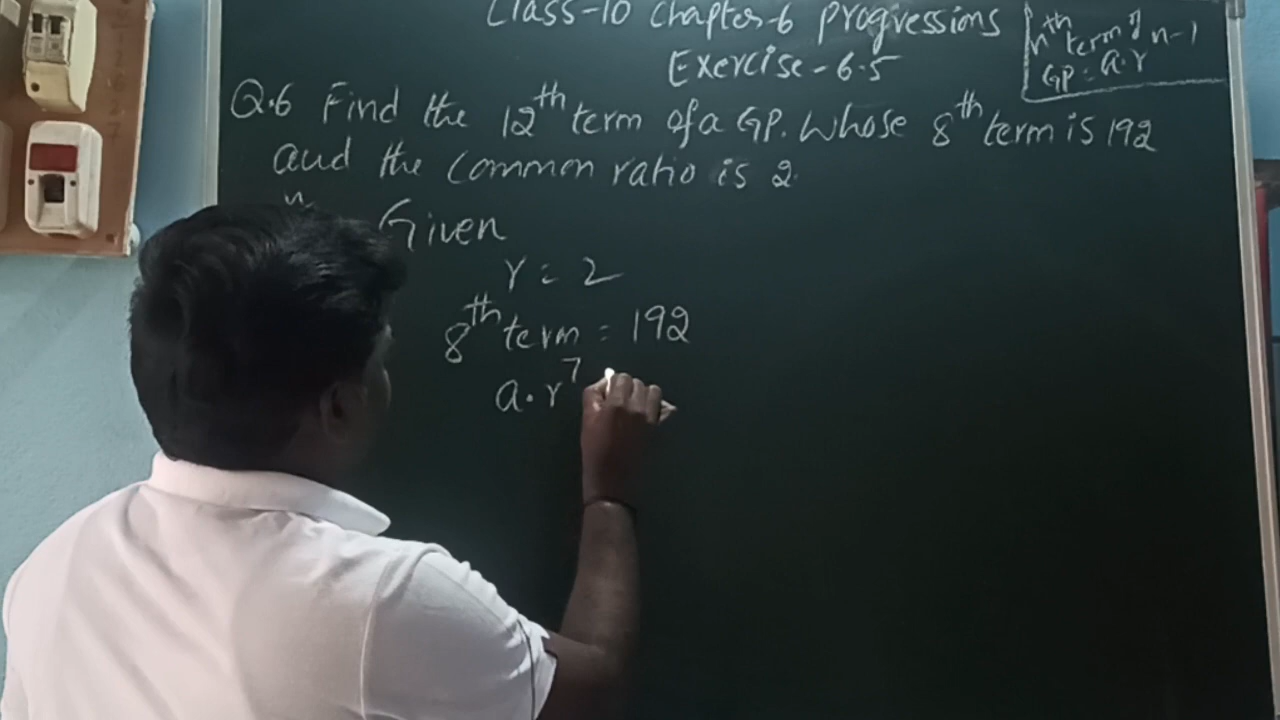 Class-10 Chapter-6 Progressions
Exercise-6.5
nth term of
GP = a.r^n-1
Q.6 Find the 12th term of a GP. Whose 8th term is 192
and the common ratio is 2.
Given
r = 2
8th term = 192
a.r^7